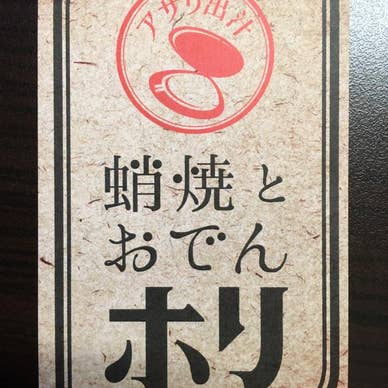 アサリ出汁
蛸焼と
おでん
ホリ